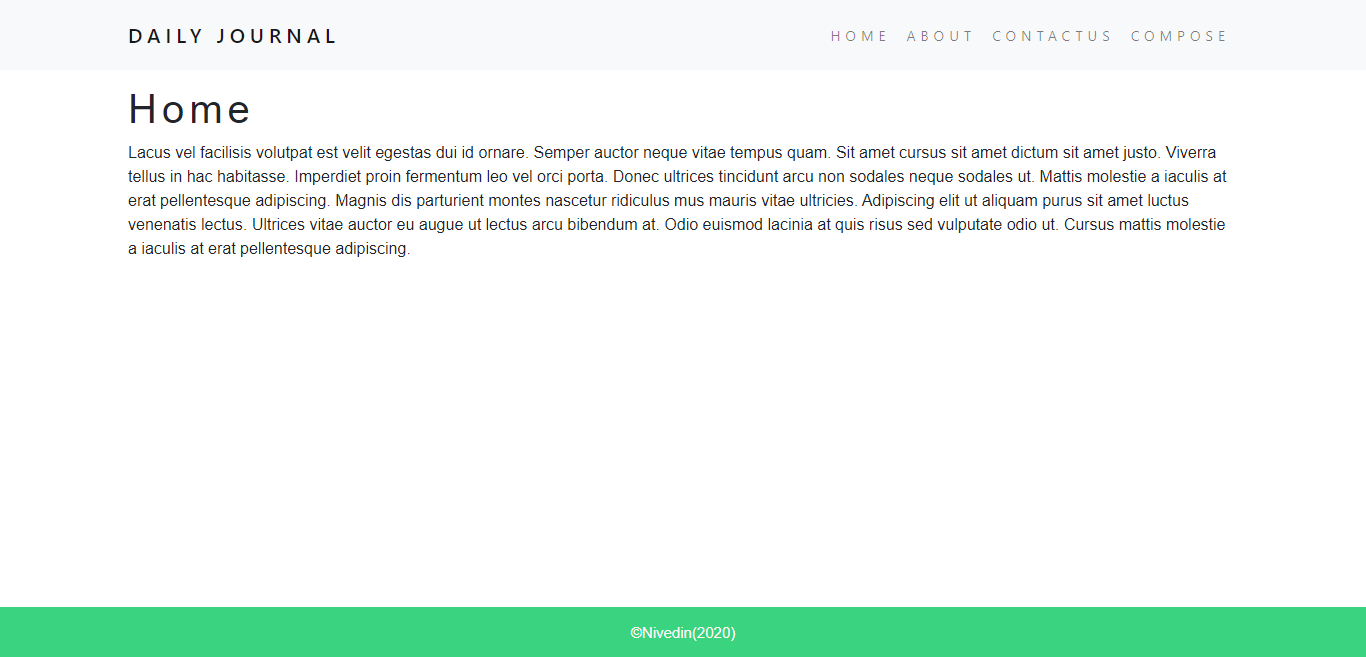 DAILY JOURNAL
HOME ABOUT CONTACTUS COMPOSE
Home
Lacus vel facilisis volutpat est velit egestas dui id ornare. Semper auctor neque vitae tempus quam. Sit amet cursus sit amet dictum sit amet justo. Viverra
tellus in hac habitasse. Imperdiet proin fermentum leo vel orci porta. Donec ultrices tincidunt arcu non sodales neque sodales ut. Mattis molestie a iaculis at
erat pellentesque adipiscing. Magnis dis parturient montes nascetur ridiculus mus mauris vitae ultricies. Adipiscing elit ut aliquam purus sit amet luctus
venenatis lectus. Ultrices vitae auctor eu augue ut lectus arcu bibendum at. Odio euismod lacinia at quis risus sed vulputate odio ut. Cursus mattis molestie
a iaculis at erat pellentesque adipiscing.
©Nivedin(2020)